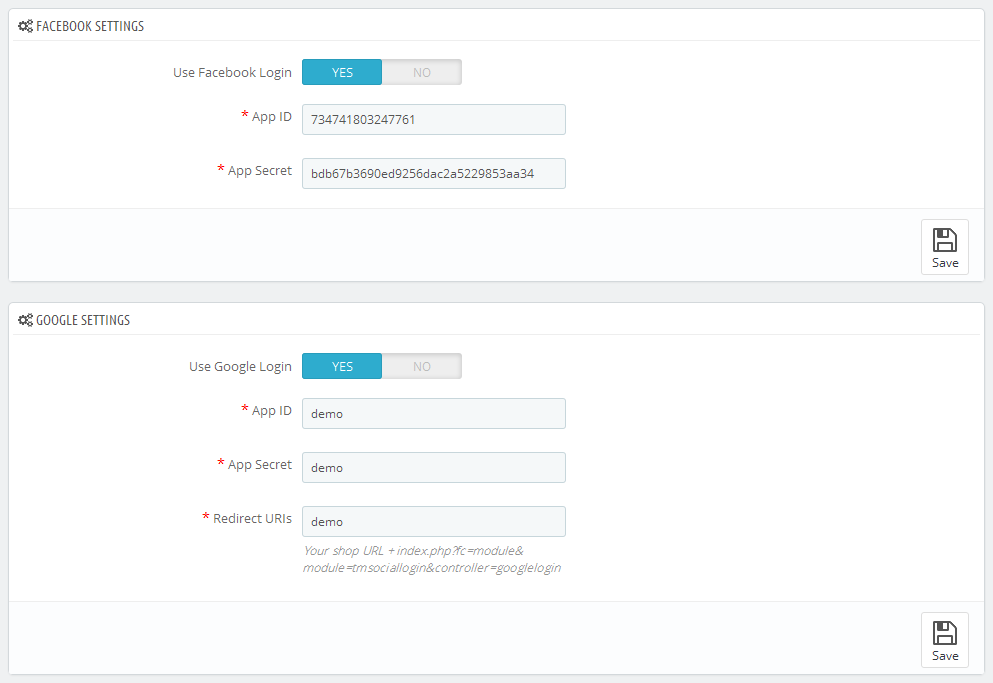 FACEBOOK SETTINGS
Use Facebook Login YES NO
* App ID 734741803247761
* App Secret bdb67b3690ed9256dac2a5229853aa34
Save
GOOGLE SETTINGS
Use Google Login YES NO
* App ID demo
* App Secret demo
* Redirect URIs demo
Your shop URL + index.php?fc=module&
module=tmsociallogin&controller=googlelogin
Save